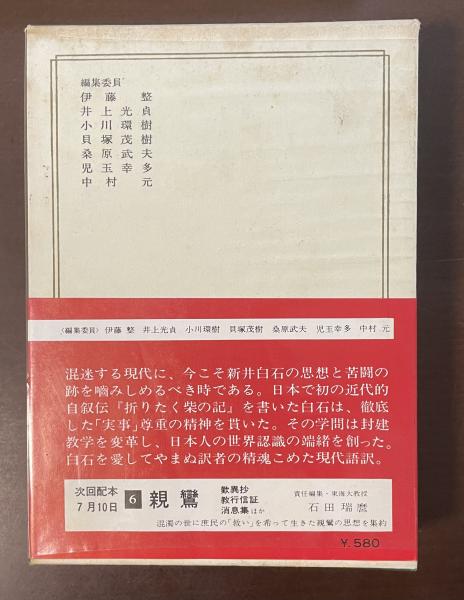 編集委員
伊藤整
井上光貞
小川環樹
貝塚茂樹
桑原武夫
児玉幸多
中村元
〈編集委員〉 伊藤 整 井上光貞 小川環樹 貝塚茂樹 桑原武夫 児玉幸多 中村 元
混迷する現代に、今こそ新井白石の思想と苦闘の
跡を嚙みしめるべき時である。日本で初の近代的
自叙伝『折りたく柴の記』を書いた白石は、徹底
した「実事」尊重の精神を貫いた。その学問は封建
教学を変革し、日本人の世界認識の端緒を創った。
白石を愛してやまぬ訳者の精魂こめた現代語訳。
次回配本
7月10日
6 親鸞
歎異抄
教行信証
消息集ほか
責任編集・東海大教授
石田瑞麿
混濁の世に庶民の「救い」を希って生きた親鸞の思想を集約
¥.580